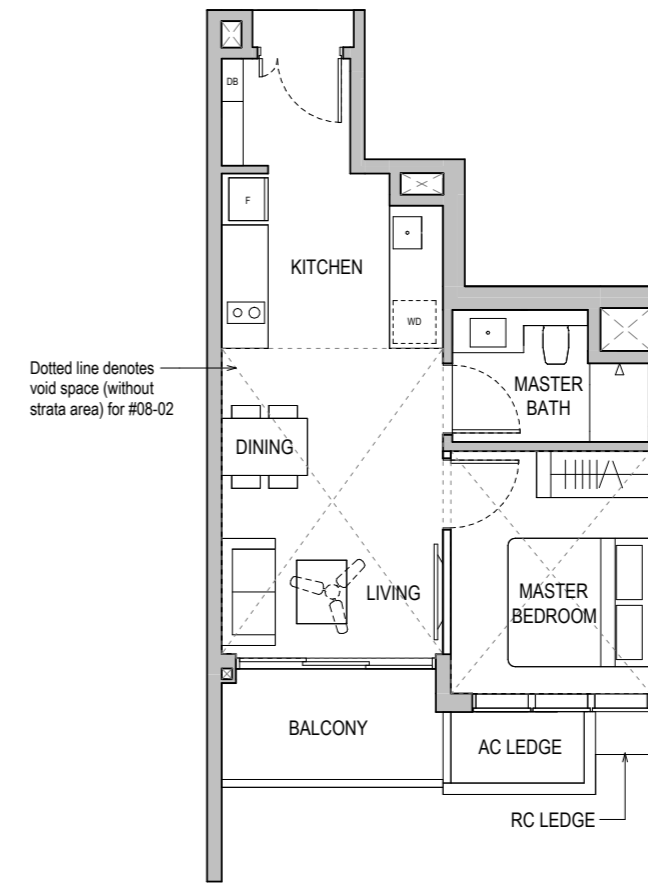 DB
F
KITCHEN
WD
Dotted line denotes
void space (without
strata area) for #08-02
MASTER
BATH
DINING
LIVING
MASTER
BEDROOM
BALCONY
AC LEDGE
RC LEDGE